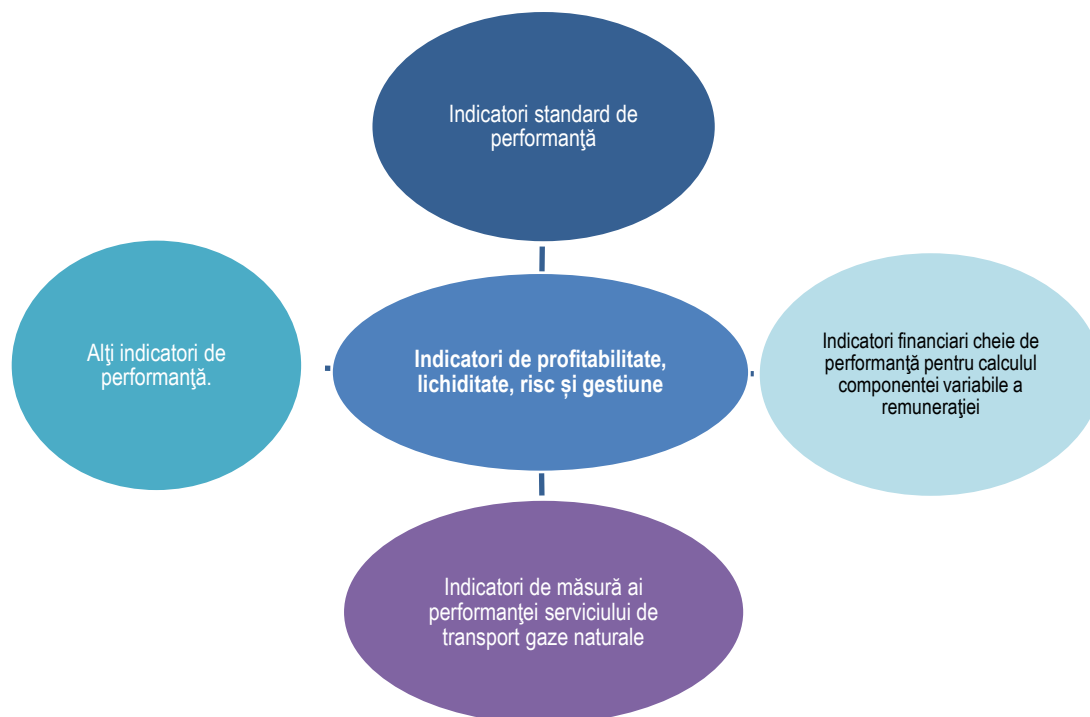 Indicatori standard de
performanţă
Alţi indicatori de
performanţă.
Indicatori de profitabilitate,
lichiditate, risc și gestiune
Indicatori financiari cheie de
performanţă pentru calculul
componentei variabile a
remuneraţiei
Indicatori de măsură ai
performanţei serviciului de
transport gaze naturale